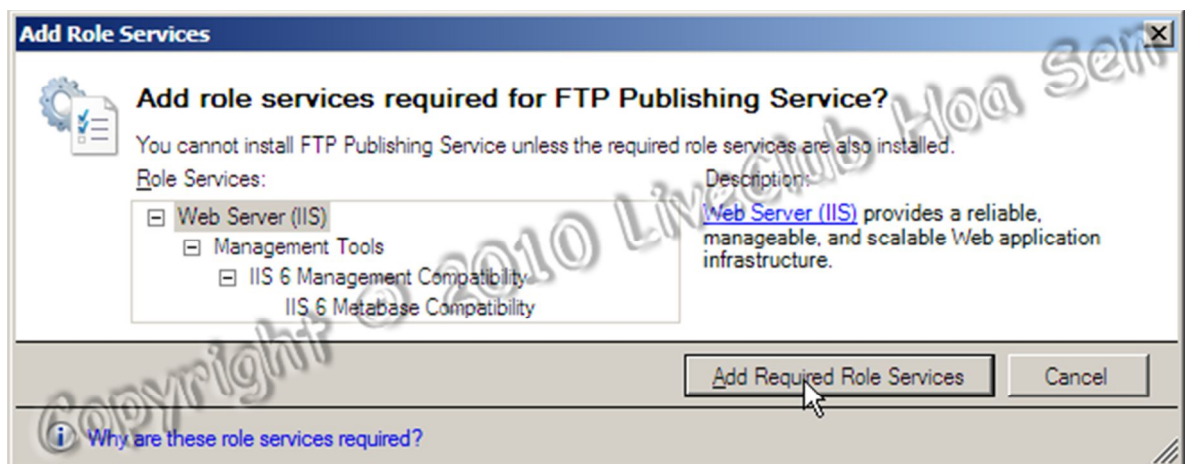 Add Role Services
Add role services required for FTP Publishing Service?
You cannot install FTP Publishing Service unless the required role services are also installed.
Role Services:
Web Server (IIS)
Management Tools
IIS 6 Management Compatibility
IIS 6 Metabase Compatibility
Description:
Web Server (IIS) provides a reliable,
manageable, and scalable Web application
infrastructure.
Add Required Role Services
Cancel
Why are these role services required?
Copyright © 2010 LiveClub Hoa Sen